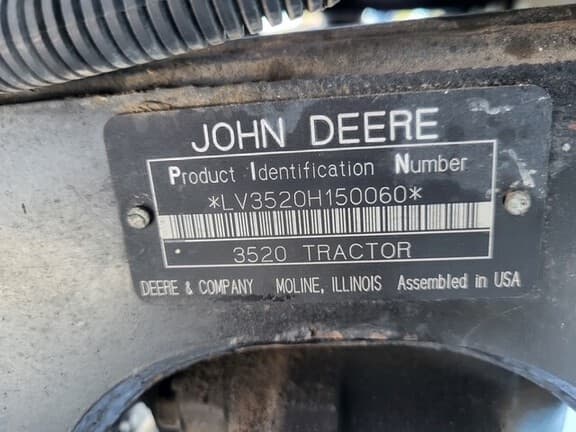 JOHN DEERE
Product Identification Number
*LV3520H150060*
3520 TRACTOR
DEERE & COMPANY MOLINE, ILLINOIS Assembled in USA